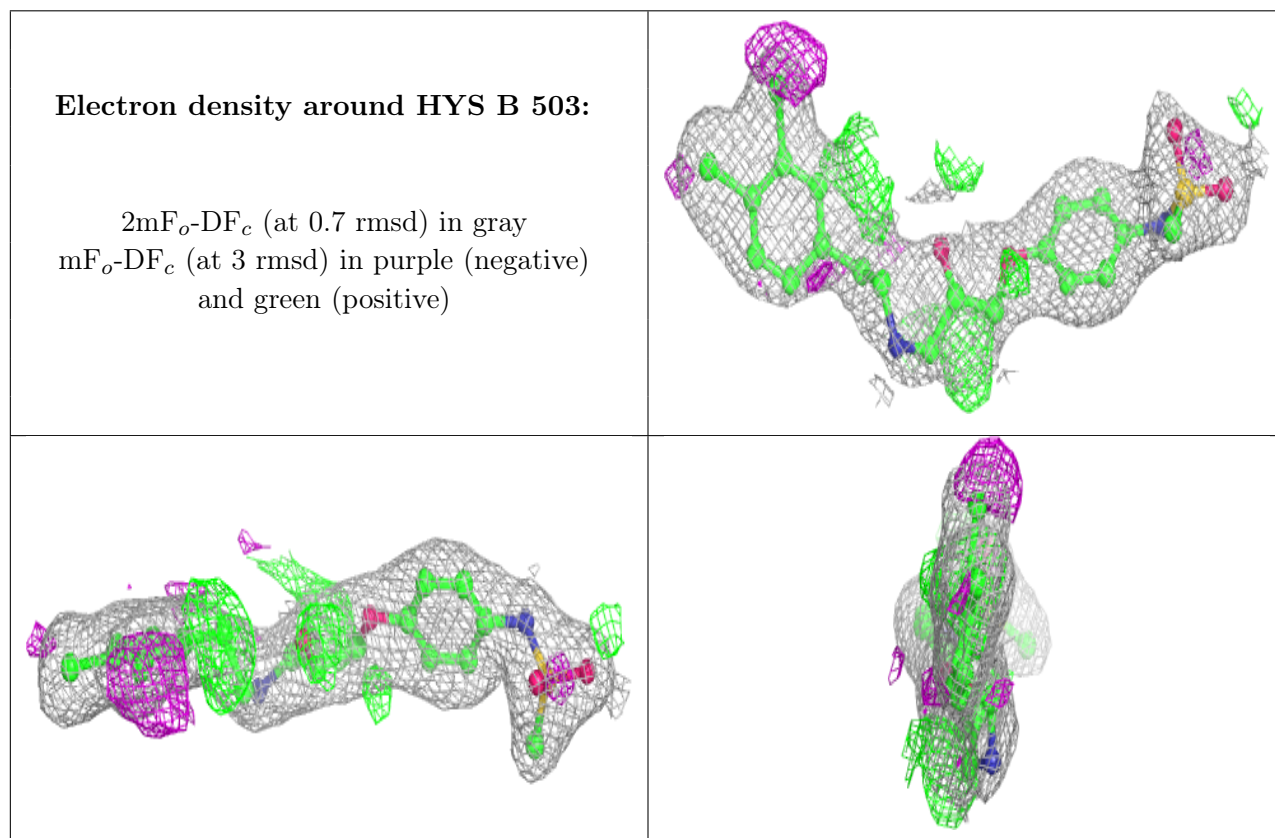 Electron density around HYS B 503:
2mFₒ-DF𝒸 (at 0.7 rmsd) in gray
mFₒ-DF𝒸 (at 3 rmsd) in purple (negative)
and green (positive)